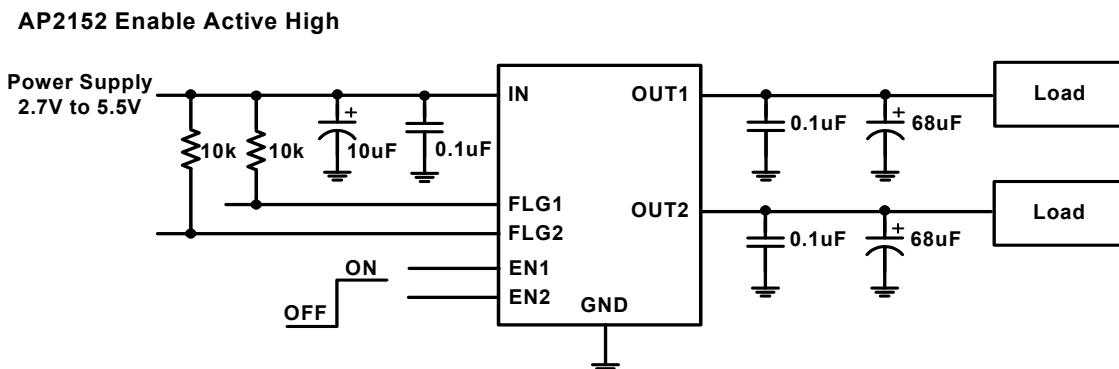 AP2152 Enable Active High
Power Supply
2.7V to 5.5V
IN
OUT1
Load
10k
10k
+
10uF
0.1uF
0.1uF
+
68uF
FLG1
FLG2
OUT2
Load
0.1uF
+
68uF
ON
OFF
EN1
EN2
GND